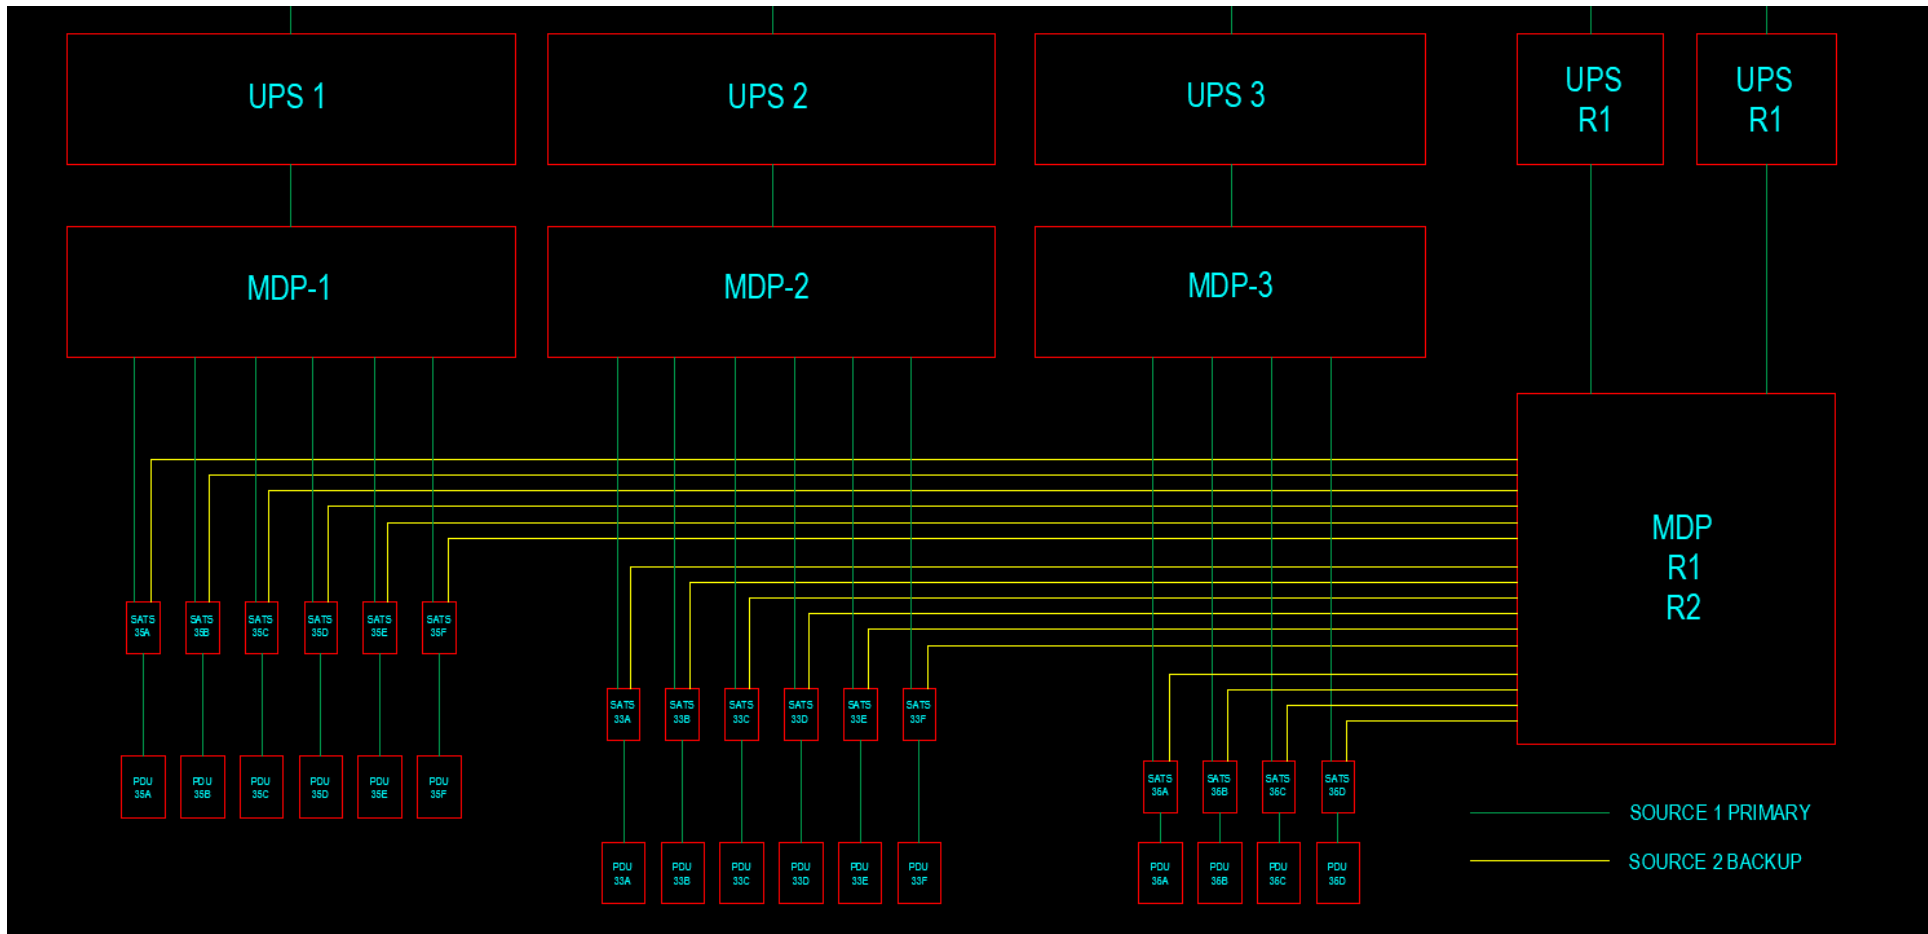 UPS 1
UPS 2
UPS 3
UPS
R1
UPS
R1
MDP-1
MDP-2
MDP-3
MDP
R1
R2
SATS
35A
SATS
35B
SATS
35C
SATS
35D
SATS
35E
SATS
35F
SATS
33A
SATS
33B
SATS
33C
SATS
33D
SATS
33E
SATS
33F
SATS
36A
SATS
36B
SATS
36C
SATS
36D
PDU
35A
PDU
35B
PDU
35C
PDU
35D
PDU
35E
PDU
35F
PDU
33A
PDU
33B
PDU
33C
PDU
33D
PDU
33E
PDU
33F
PDU
36A
PDU
36B
PDU
36C
PDU
36D
SOURCE 1 PRIMARY
SOURCE 2 BACKUP